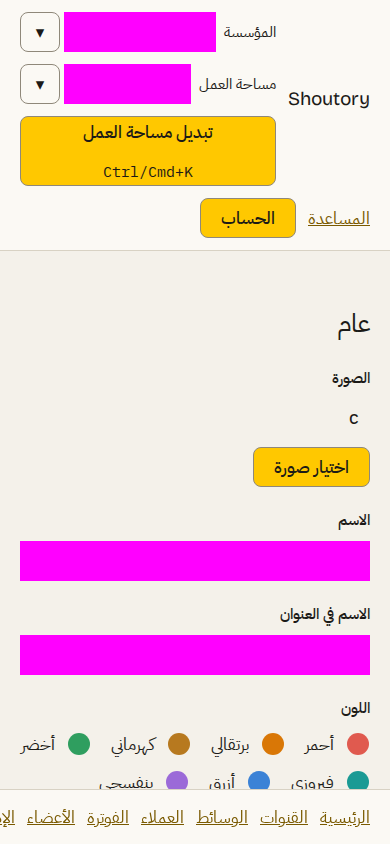 Shoutory
المؤسسة
▼
مساحة العمل
▼
تبديل مساحة العمل
Ctrl/Cmd+K
المساعدة
الحساب
عام
الصورة
C
اختيار صورة
الاسم
الاسم في العنوان
اللون
أحمر برتقالي كهرماني أخضر
فيروزي أزرق بنفسجي
الرئيسية القنوات الوسائط العملاء الفوترة الأعضاء